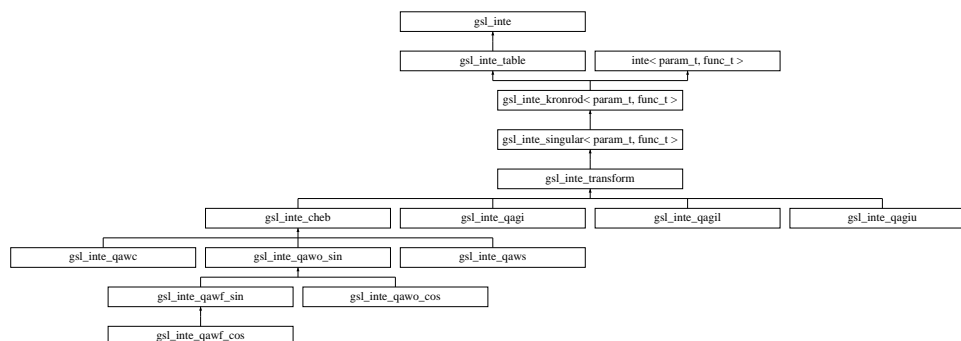 gsl_inte
gsl_inte_table
inte< param_t, func_t >
gsl_inte_kronrod< param_t, func_t >
gsl_inte_singular< param_t, func_t >
gsl_inte_transform
gsl_inte_cheb
gsl_inte_qagi
gsl_inte_qagil
gsl_inte_qagiu
gsl_inte_qawc
gsl_inte_qawo_sin
gsl_inte_qaws
gsl_inte_qawf_sin
gsl_inte_qawo_cos
gsl_inte_qawf_cos